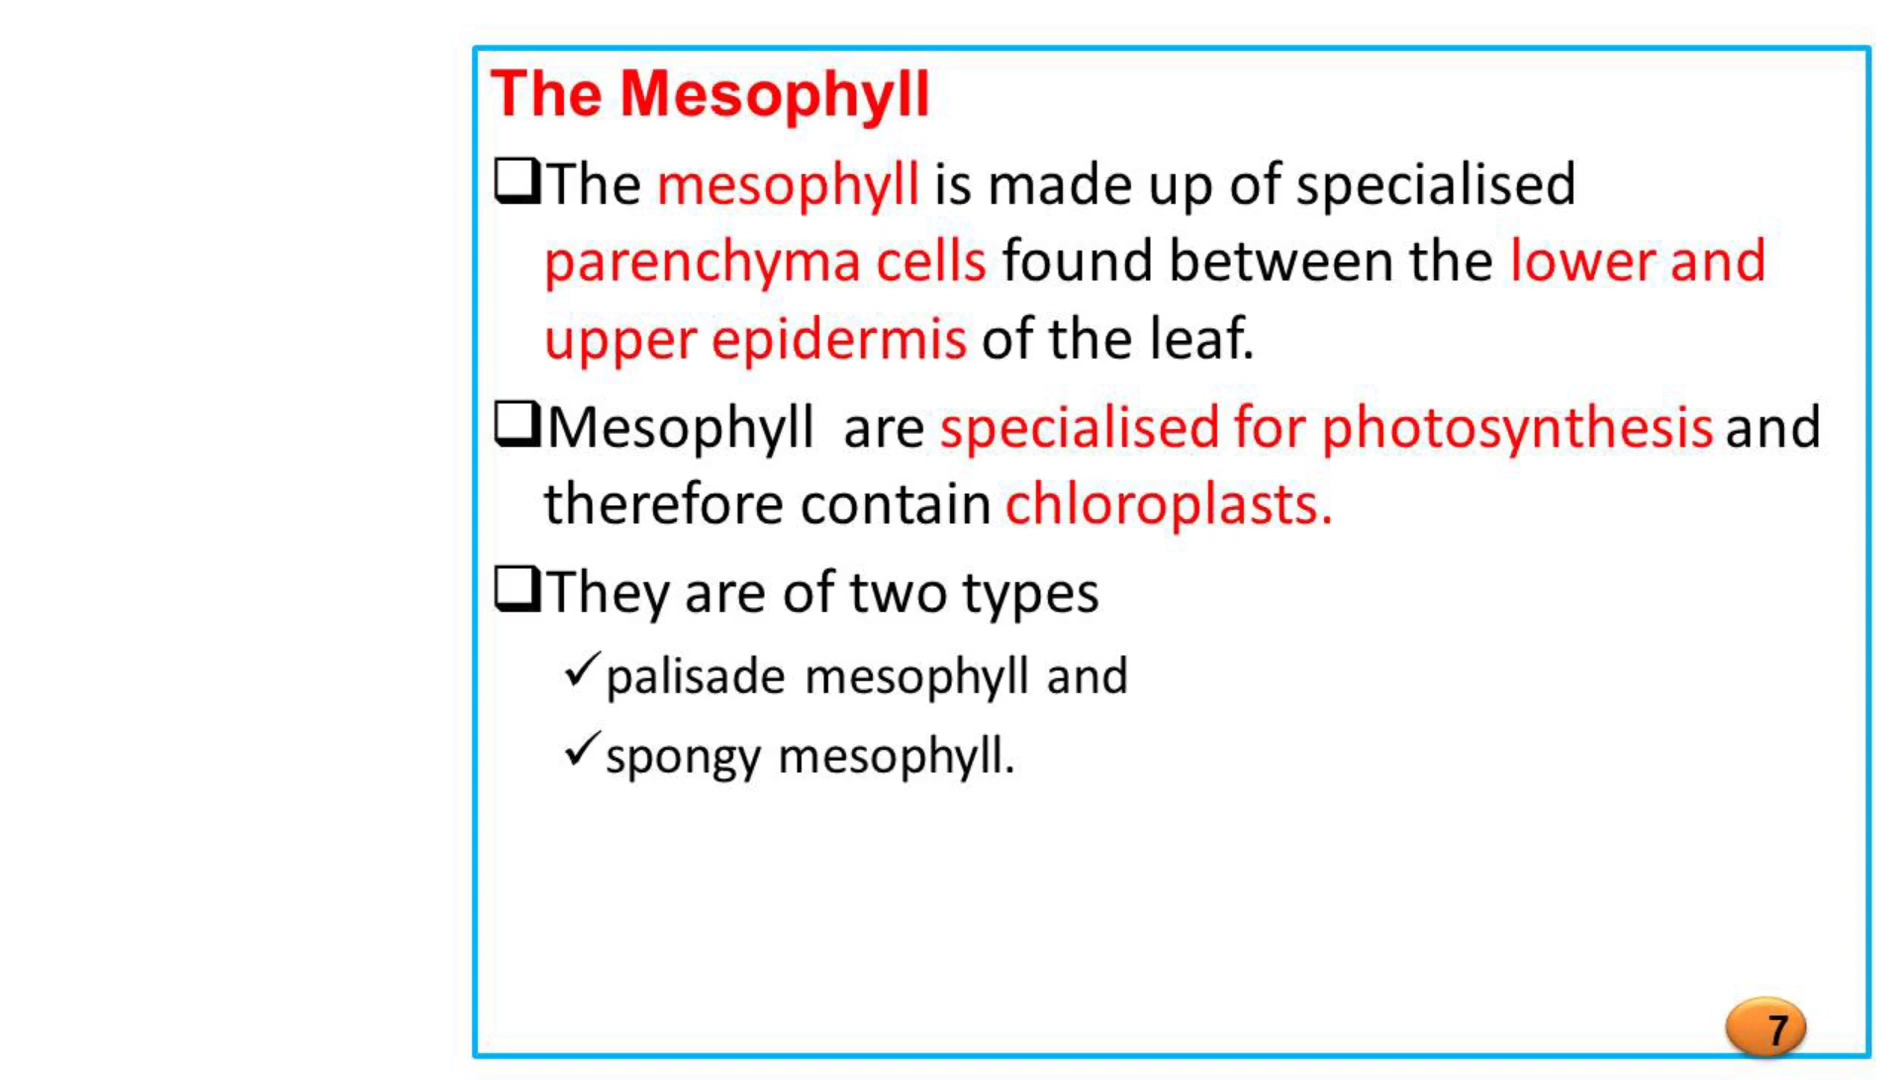 The Mesophyll
❑The mesophyll is made up of specialised
parenchyma cells found between the lower and
upper epidermis of the leaf.
❑Mesophyll  are specialised for photosynthesis and
therefore contain chloroplasts.
❑They are of two types
✓palisade mesophyll and
✓spongy mesophyll.
7